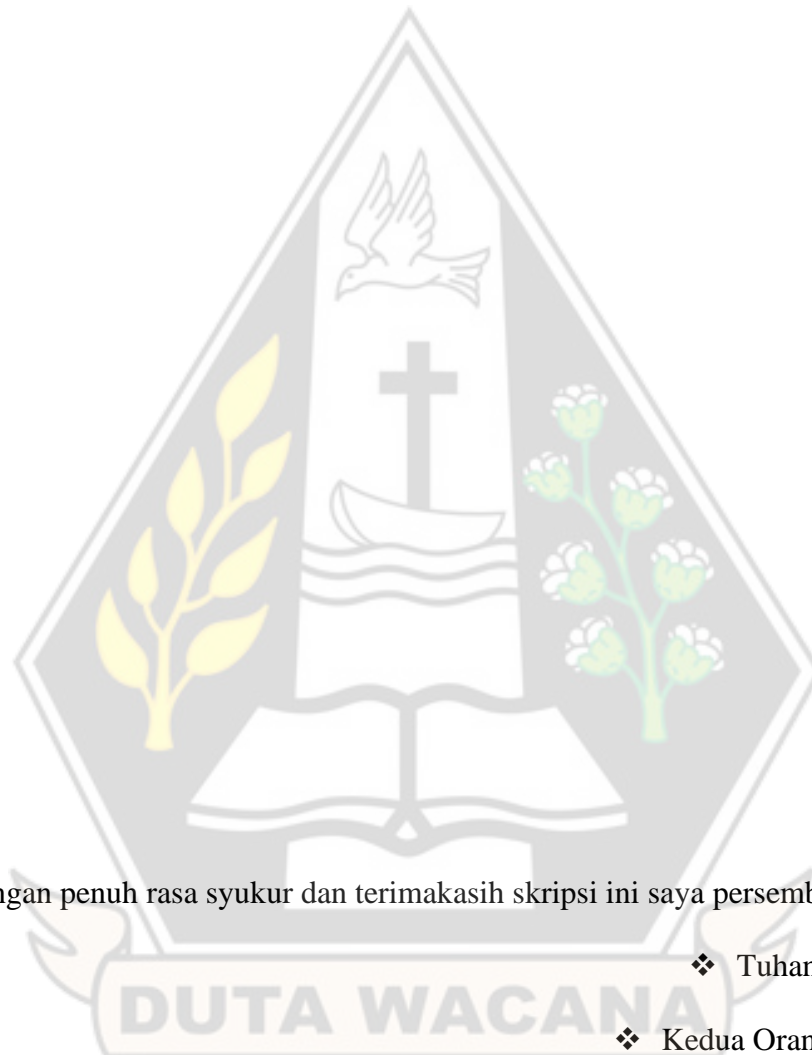 ngan penuh rasa syukur dan terimakasih skripsi ini saya persemb
❖ Tuhan
DUTA WACANA
❖ Kedua Oran